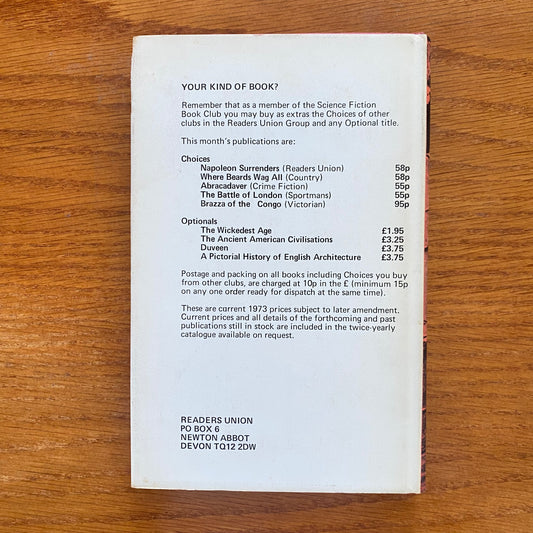 YOUR KIND OF BOOK?
Remember that as a member of the Science Fiction
Book Club you may buy as extras the Choices of other
clubs in the Readers Union Group and any Optional title.
This month's publications are:
Choices
Napoleon Surrenders (Readers Union) 58p
Where Beards Wag All (Country) 58p
Abracadaver (Crime Fiction) 55p
The Battle of London (Sportmans) 55p
Brazza of the Congo (Victorian) 95p
Optionals
The Wickedest Age £1.95
The Ancient American Civilisations £3.25
Duveen £3.75
A Pictorial History of English Architecture £3.75
Postage and packing on all books including Choices you buy
from other clubs, are charged at 10p in the £ (minimum 15p
on any one order ready for dispatch at the same time).
These are current 1973 prices subject to later amendment.
Current prices and all details of the forthcoming and past
publications still in stock are included in the twice-yearly
catalogue available on request.
READERS UNION
PO BOX 6
NEWTON ABBOT
DEVON TQ12 2DW